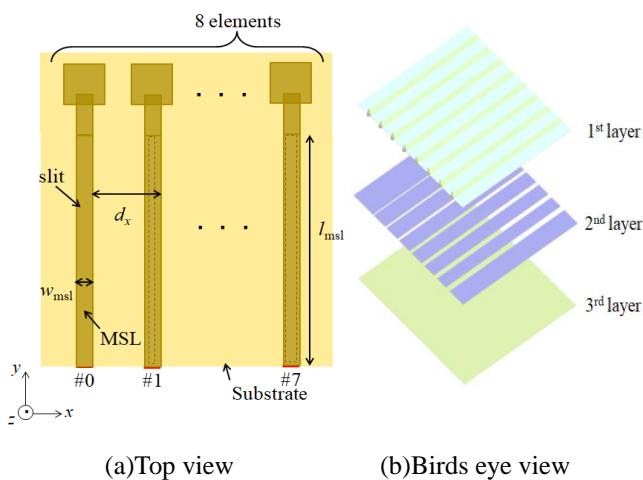 8 elements
slit
d_x
l_msl
w_msl
MSL
y
#0
#1
#7
Substrate
z
x
1st layer
2nd layer
3rd layer
(a)Top view
(b)Birds eye view